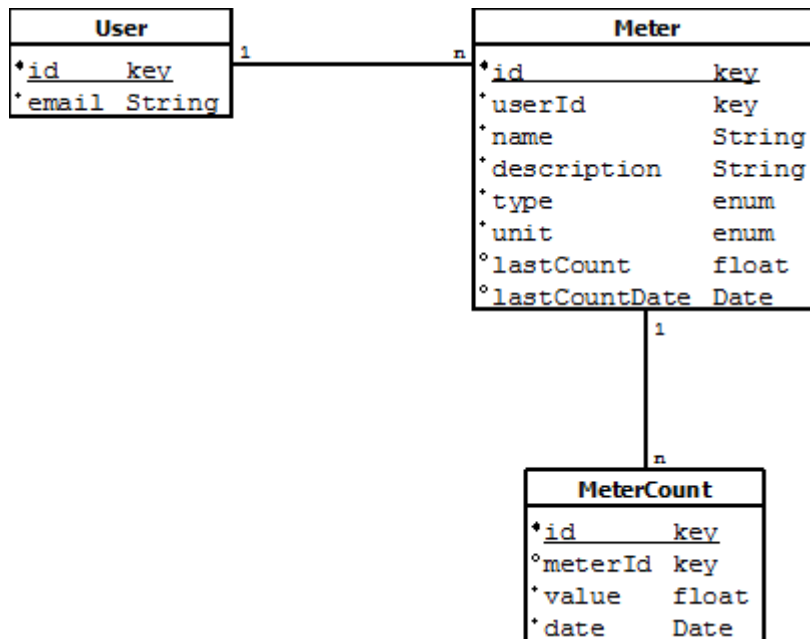 User
id key
email String
1
n
Meter
id key
userId key
name String
description String
type enum
unit enum
lastCount float
lastCountDate Date
1
n
MeterCount
id key
meterId key
value float
date Date